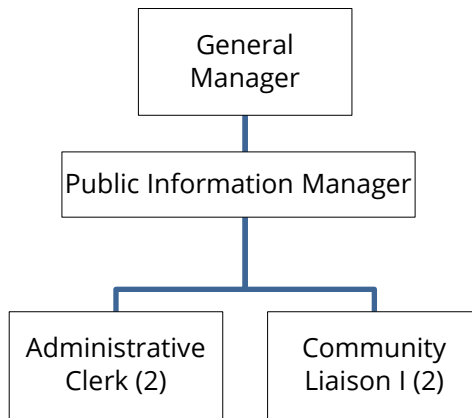 General
Manager
Public Information Manager
Administrative
Clerk (2)
Community
Liaison I (2)